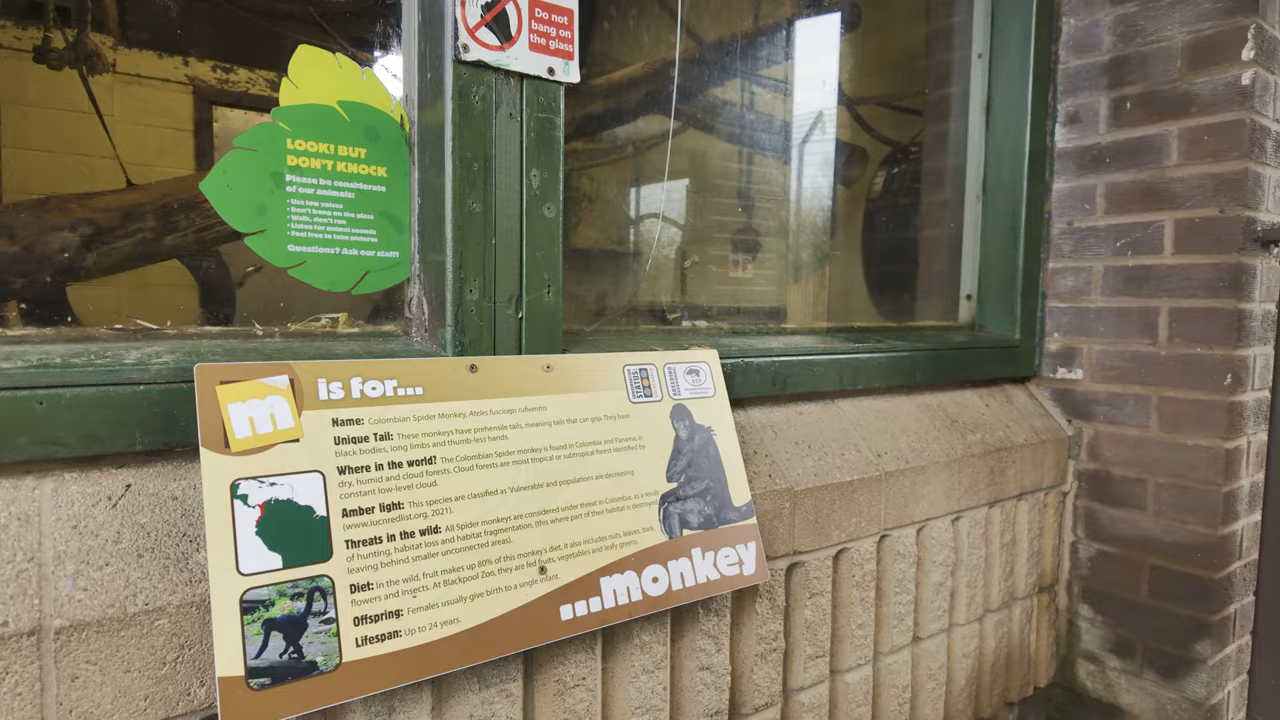 Do not
bang on
the glass
LOOK! BUT
DON'T KNOCK
Please be considerate
of our animals:
• Use low voices
• Don't bang on the glass
• Walk, don't run
• Listen for animal sounds
• Feel free to take pictures
Questions? Ask our staff!
m
is for...
STATUS:
BREEDING
PROGRAMME
EEP
Name: Colombian Spider Monkey, Ateles fusciceps rufiventris
Unique Tail: These monkeys have prehensile tails, meaning tails that can grip. They have
black bodies, long limbs and thumb-less hands.
Where in the world? The Colombian Spider monkey is found in Colombia and Panama, in
dry, humid and cloud forests. Cloud forests are most tropical or subtropical forest identified by
constant low-level cloud.
Amber light: This species are classified as 'Vulnerable' and populations are decreasing
(www.iucnredlist.org, 2021).
Threats in the wild: All Spider monkeys are considered under threat in Colombia, as a result
of hunting, habitat loss and habitat fragmentation, (this where part of their habitat is destroyed
leaving behind smaller unconnected areas).
Diet: In the wild, fruit makes up 80% of this monkey's diet, it also includes nuts, leaves, bark,
flowers and insects. At Blackpool Zoo, they are fed fruits, vegetables and leafy greens.
Offspring: Females usually give birth to a single infant.
Lifespan: Up to 24 years.
...monkey